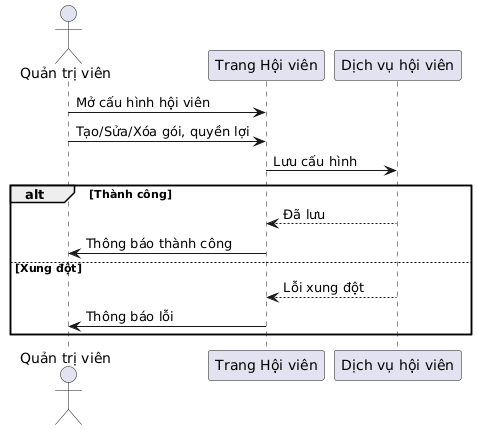 Quản trị viên
Trang Hội viên
Dịch vụ hội viên
Mở cấu hình hội viên
Tạo/Sửa/Xóa gói, quyền lợi
Lưu cấu hình
alt
[Thành công]
Đã lưu
Thông báo thành công
[Xung đột]
Lỗi xung đột
Thông báo lỗi
Quản trị viên
Trang Hội viên
Dịch vụ hội viên